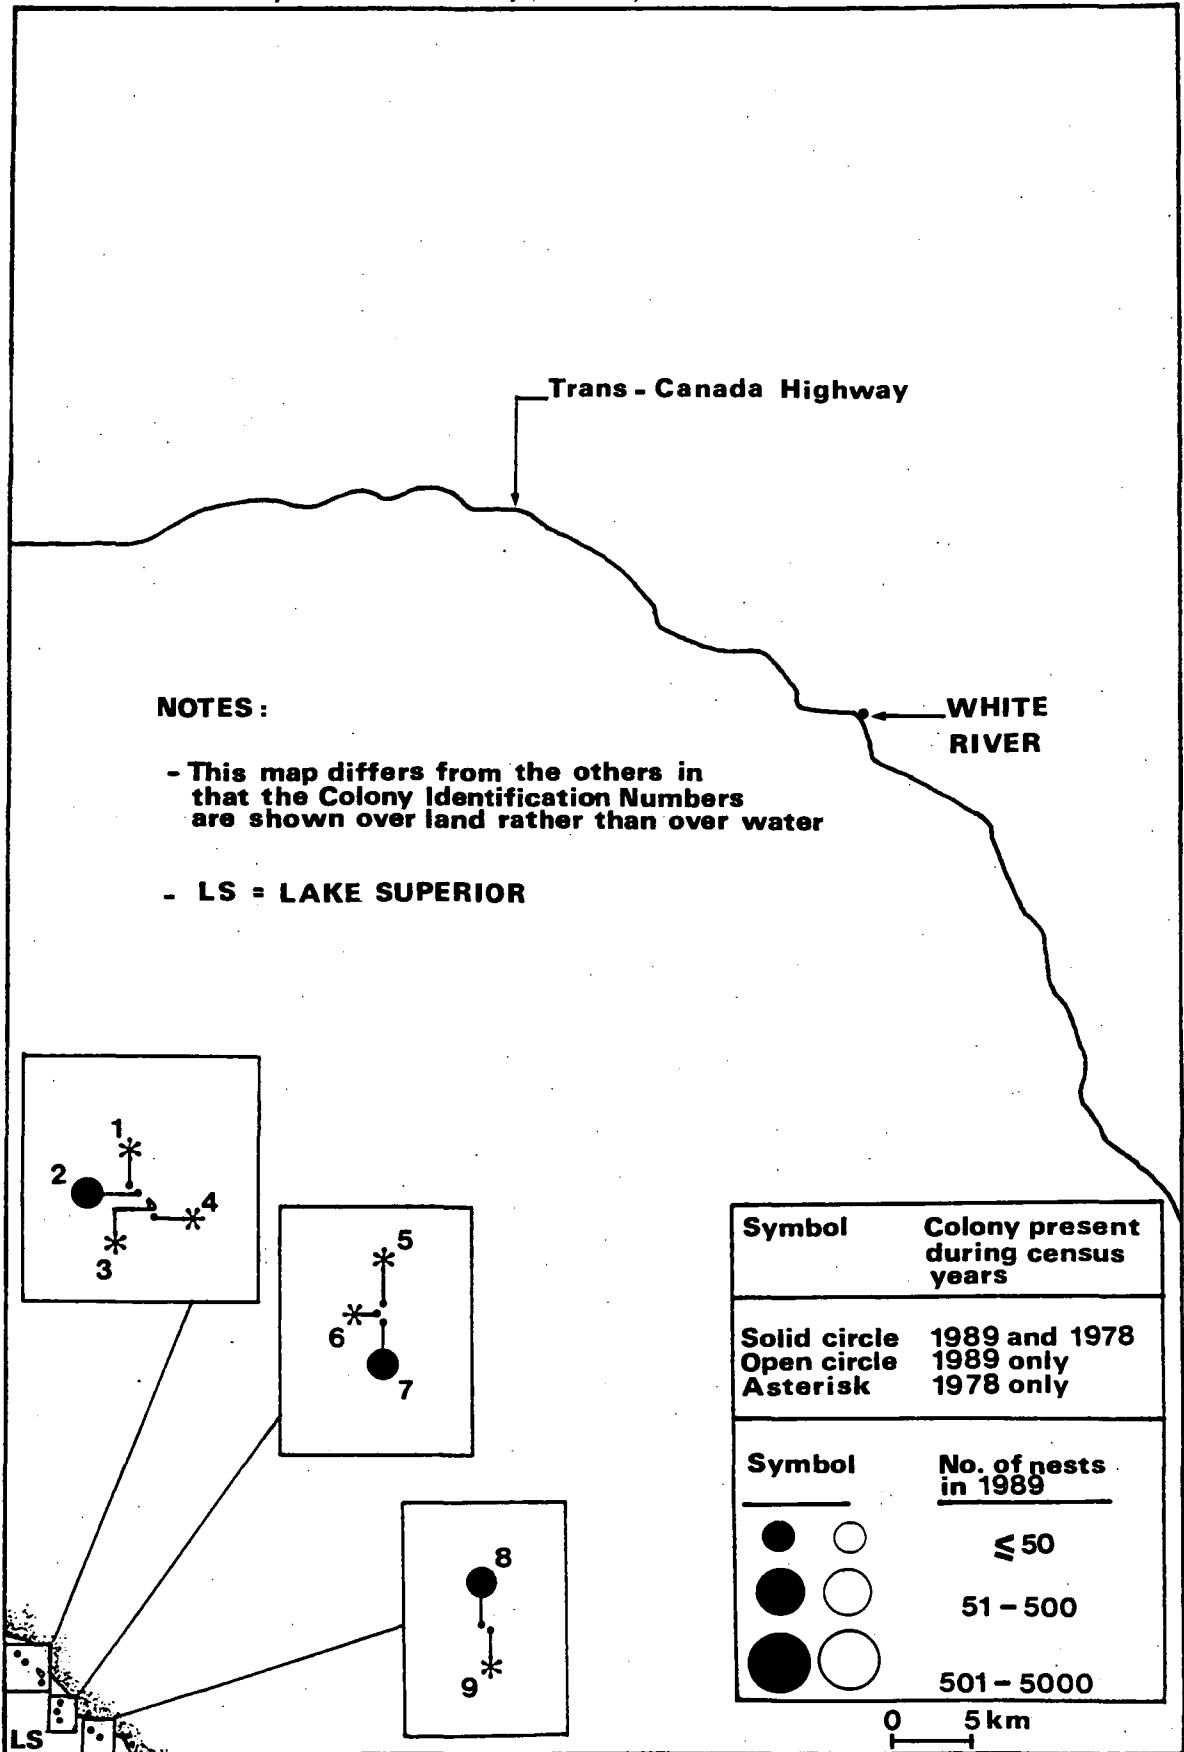 Trans - Canada Highway
WHITE
RIVER
NOTES:
- This map differs from the others in
that the Colony Identification Numbers
are shown over land rather than over water
- LS = LAKE SUPERIOR
1
2
4
3
5
6
7
8
9
LS
Symbol Colony present
during census
years
Solid circle 1989 and 1978
Open circle 1989 only
Asterisk 1978 only
Symbol No. of nests
in 1989
≤ 50
51 - 500
501 - 5000
0 5 km